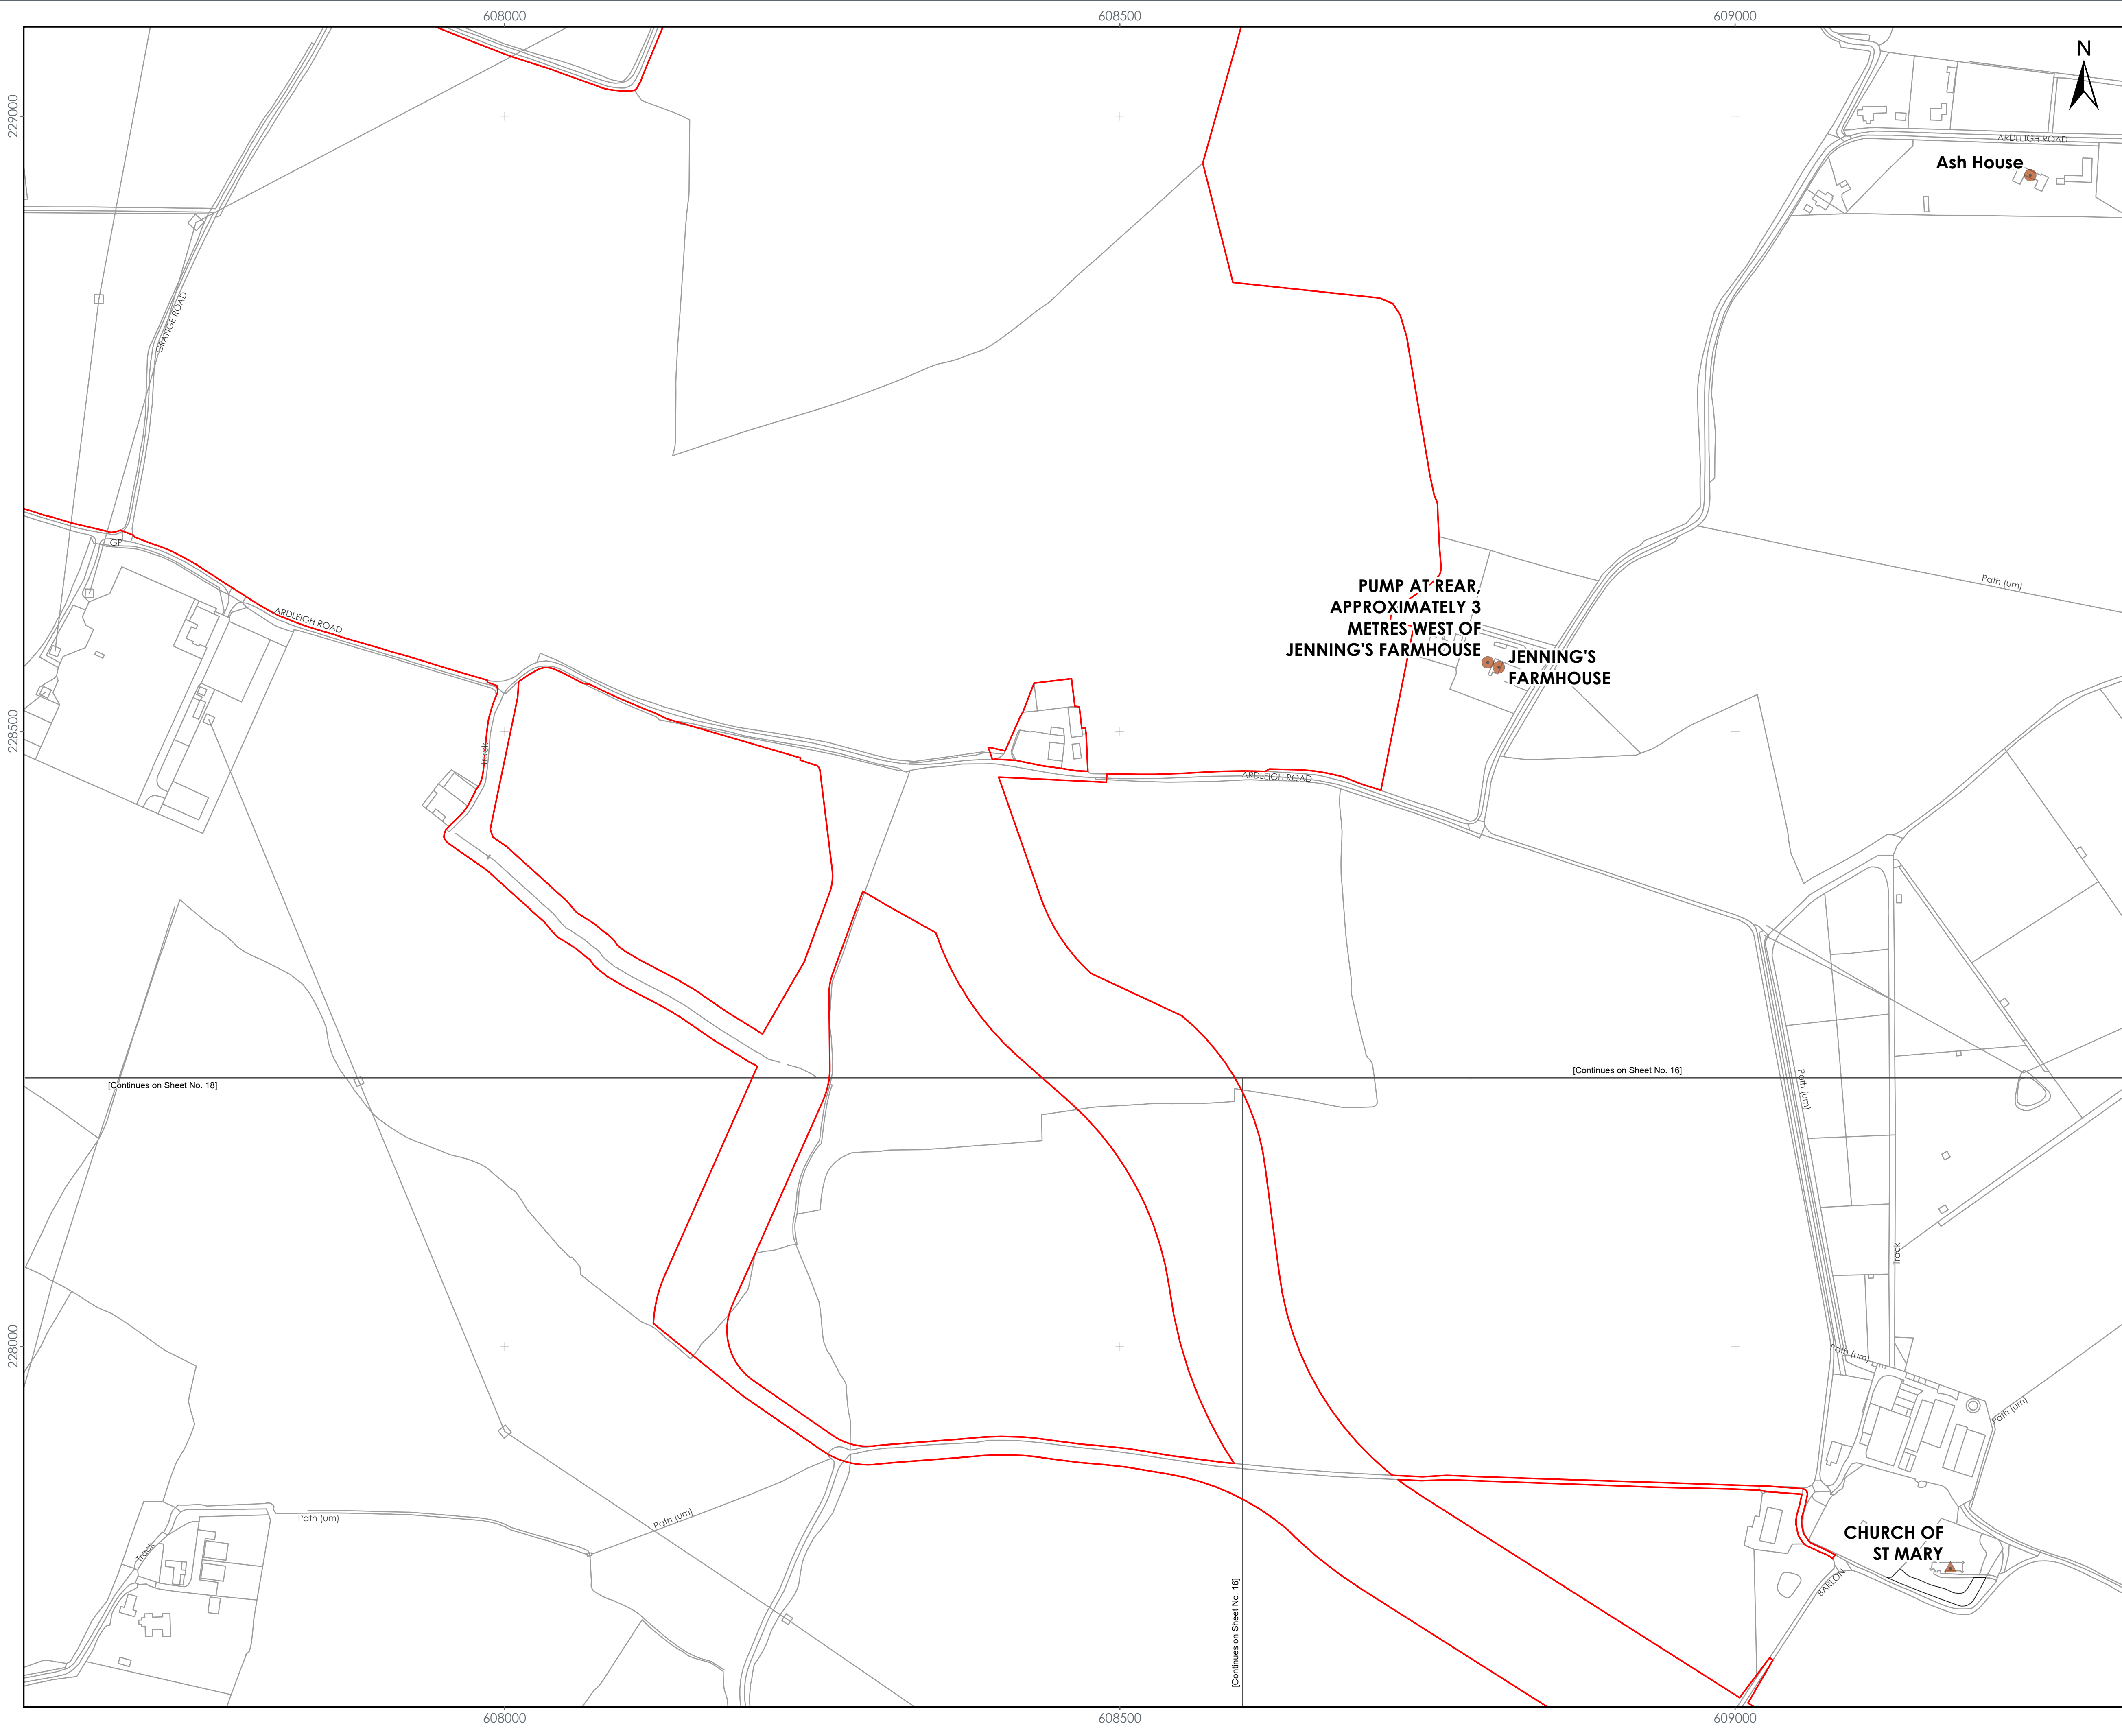 608000
608500
609000
N
229000
ARDLEIGH ROAD
Ash House
GRANGE ROAD
GP
Path (um)
PUMP AT REAR,
APPROXIMATELY 3
METRES WEST OF
JENNING'S FARMHOUSE
ARDLEIGH ROAD
JENNING'S
FARMHOUSE
228500
Track
ARDLEIGH ROAD
[Continues on Sheet No. 16]
[Continues on Sheet No. 18]
Path (um)
Track
228000
Path (um)
Path (um)
Path (um)
Path (um)
Track
CHURCH OF
ST MARY
BARLON
[Continues on Sheet No. 16]
608000
608500
609000